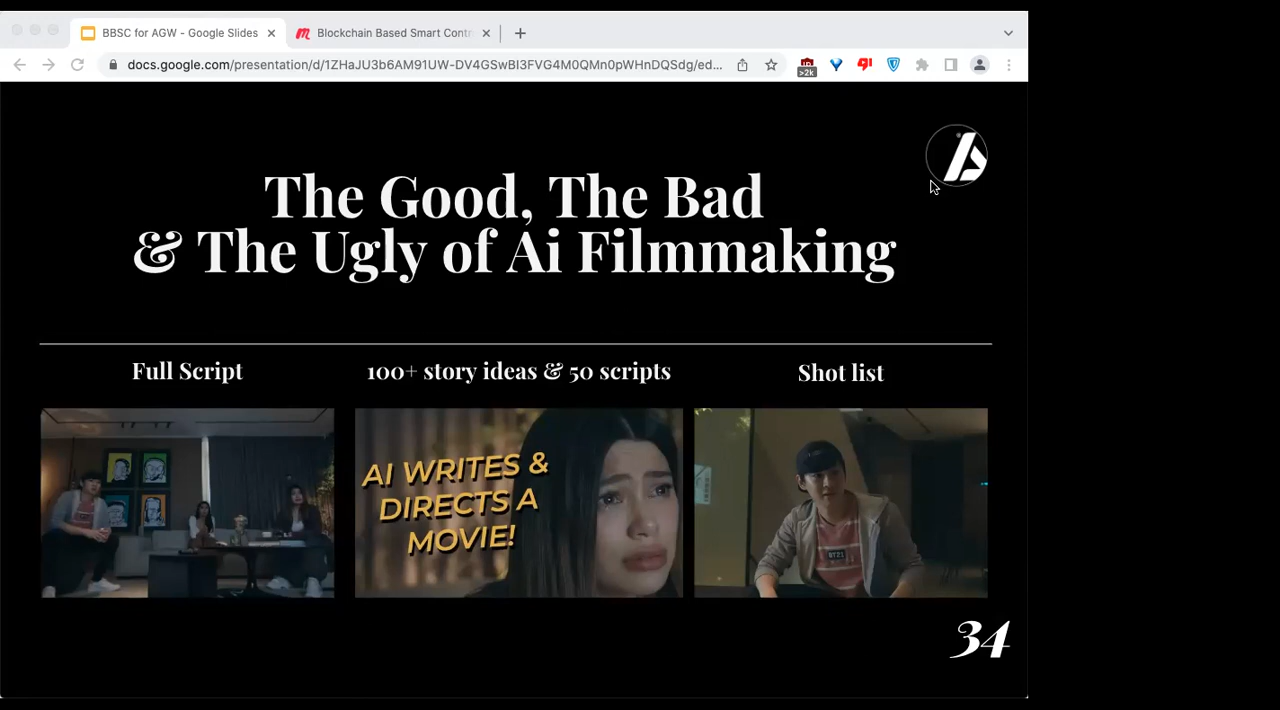 BBSC for AGW - Google Slides
Blockchain Based Smart Contr
docs.google.com/presentation/d/1ZHaJU3b6AM91UW-DV4GSwBI3FVG4M0QMn0pWHnDQSdg/ed...
>2k
The Good, The Bad
& The Ugly of Ai Filmmaking
Full Script
100+ story ideas & 50 scripts
Shot list
AI WRITES &
DIRECTS A
MOVIE!
BT21
34